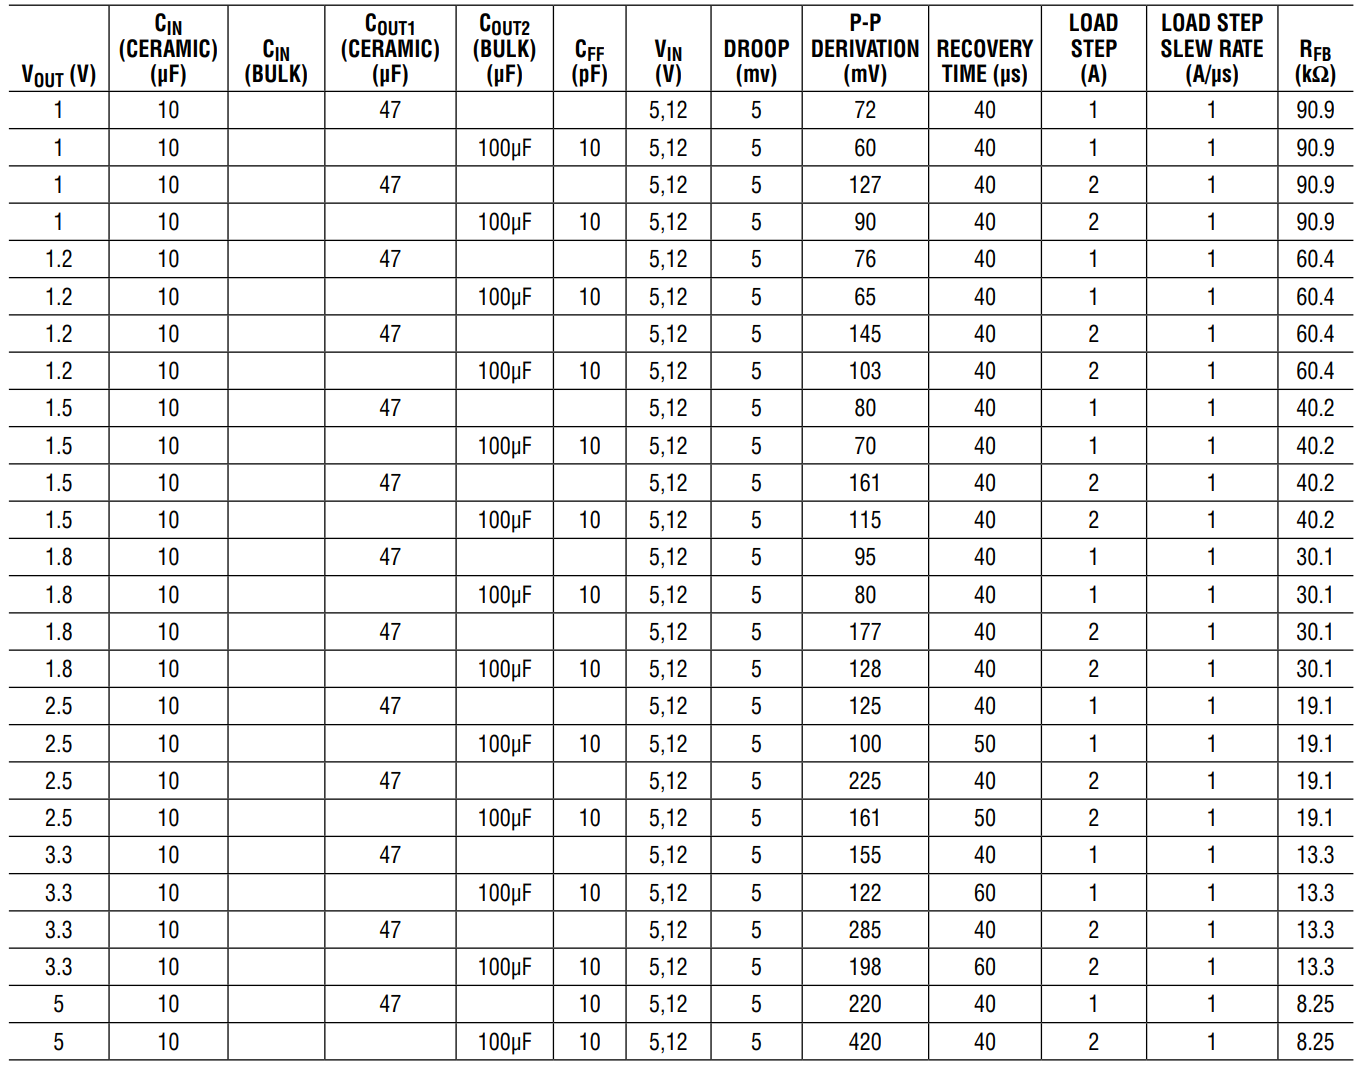 VOUT (V) CIN (CERAMIC) (µF) CIN (BULK) COUT1 (CERAMIC) (µF) COUT2 (BULK) (µF) CFF (pF) VIN (V) DROOP (mv) P-P DERIVATION (mV) RECOVERY TIME (µs) LOAD STEP (A) LOAD STEP SLEW RATE (A/µs) RFB (kΩ)
1 10 47 5,12 5 72 40 1 1 90.9
1 10 100µF 10 5,12 5 60 40 1 1 90.9
1 10 47 5,12 5 127 40 2 1 90.9
1 10 100µF 10 5,12 5 90 40 2 1 90.9
1.2 10 47 5,12 5 76 40 1 1 60.4
1.2 10 100µF 10 5,12 5 65 40 1 1 60.4
1.2 10 47 5,12 5 145 40 2 1 60.4
1.2 10 100µF 10 5,12 5 103 40 2 1 60.4
1.5 10 47 5,12 5 80 40 1 1 40.2
1.5 10 100µF 10 5,12 5 70 40 1 1 40.2
1.5 10 47 5,12 5 161 40 2 1 40.2
1.5 10 100µF 10 5,12 5 115 40 2 1 40.2
1.8 10 47 5,12 5 95 40 1 1 30.1
1.8 10 100µF 10 5,12 5 80 40 1 1 30.1
1.8 10 47 5,12 5 177 40 2 1 30.1
1.8 10 100µF 10 5,12 5 128 40 2 1 30.1
2.5 10 47 5,12 5 125 40 1 1 19.1
2.5 10 100µF 10 5,12 5 100 50 1 1 19.1
2.5 10 47 5,12 5 225 40 2 1 19.1
2.5 10 100µF 10 5,12 5 161 50 2 1 19.1
3.3 10 47 5,12 5 155 40 1 1 13.3
3.3 10 100µF 10 5,12 5 122 60 1 1 13.3
3.3 10 47 5,12 5 285 40 2 1 13.3
3.3 10 100µF 10 5,12 5 198 60 2 1 13.3
5 10 47 10 5,12 5 220 40 1 1 8.25
5 10 100µF 10 5,12 5 420 40 2 1 8.25